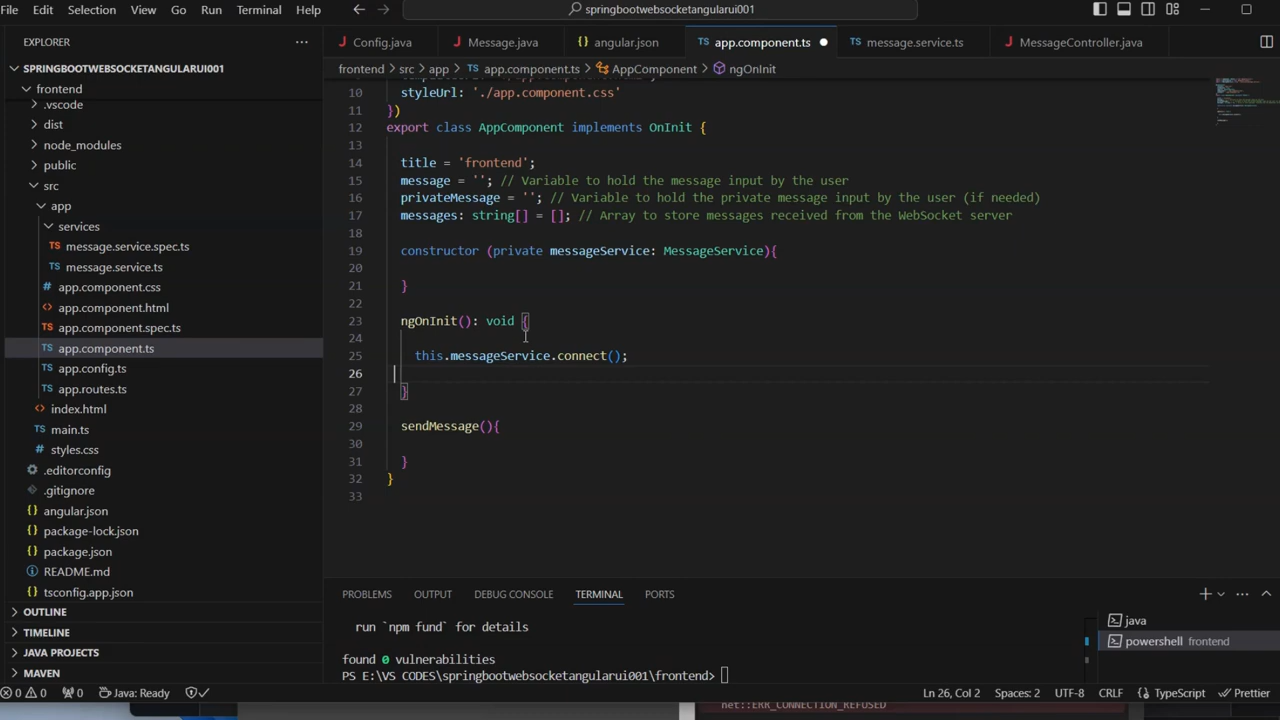 File Edit Selection View Go Run Terminal Help springbootwebsocketangularui001
EXPLORER
Config.java Message.java angular.json app.component.ts message.service.ts MessageController.java
SPRINGBOOTWEBSOCKETANGULARUI001
frontend > src > app > app.component.ts > AppComponent > ngOnInit
frontend
.vscode
dist
node_modules
public
src
app
services
message.service.spec.ts
message.service.ts
app.component.css
app.component.html
app.component.spec.ts
app.component.ts
app.config.ts
app.routes.ts
index.html
main.ts
styles.css
.editorconfig
.gitignore
angular.json
package-lock.json
package.json
README.md
tsconfig.app.json
OUTLINE
TIMELINE
JAVA PROJECTS
MAVEN
10 styleUrl: './app.component.css'
11 })
12 export class AppComponent implements OnInit {
13
14 title = 'frontend';
15 message = ''; // Variable to hold the message input by the user
16 privateMessage = ''; // Variable to hold the private message input by the user (if needed)
17 messages: string[] = []; // Array to store messages received from the WebSocket server
18
19 constructor (private messageService: MessageService){
20
21 }
22
23 ngOnInit(): void {
24
25 this.messageService.connect();
26
27 }
28
29 sendMessage(){
30
31 }
32 }
33
PROBLEMS OUTPUT DEBUG CONSOLE TERMINAL PORTS
run `npm fund` for details
found 0 vulnerabilities
PS E:\VS CODES\springbootwebsocketangularui001\frontend>
java
powershell frontend
0 0 0 Java: Ready Ln 26, Col 2 Spaces: 2 UTF-8 CRLF TypeScript Prettier
net::ERR_CONNECTION_REFUSED